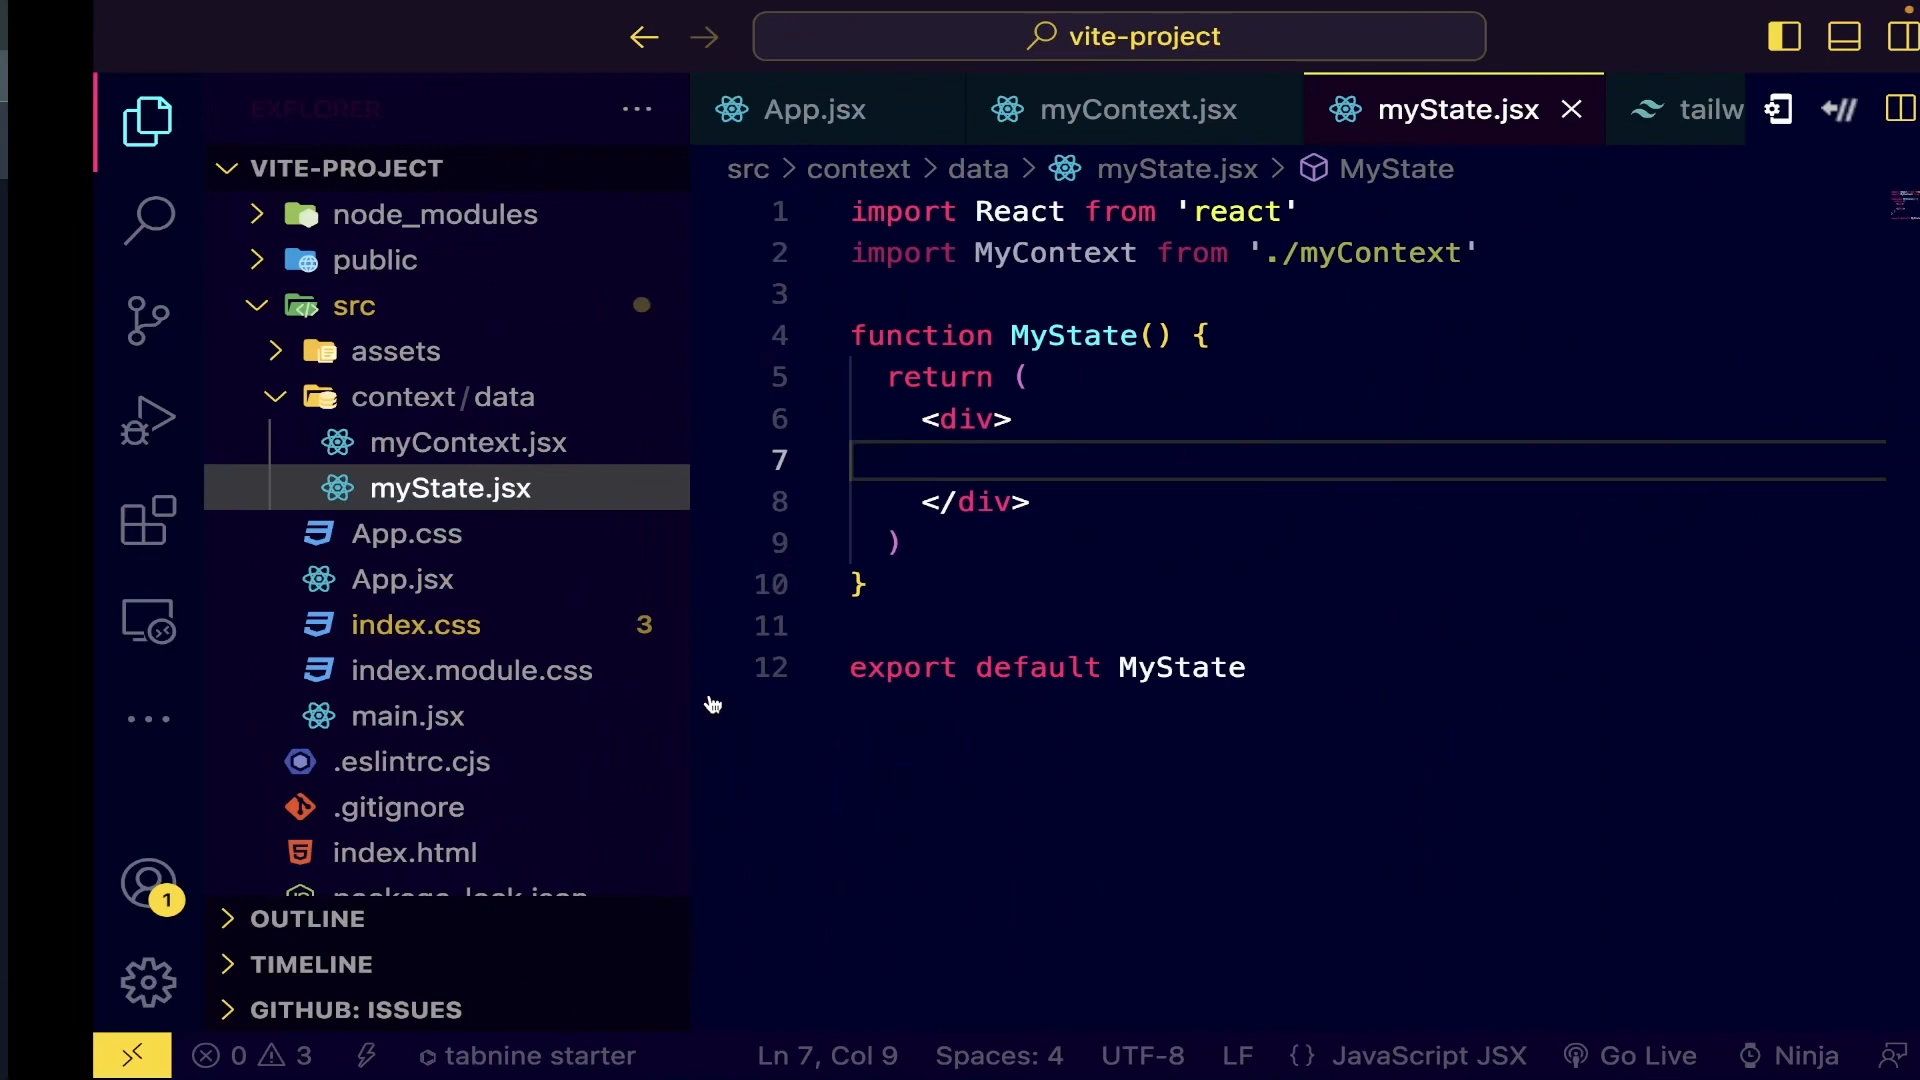 vite-project
EXPLORER
VITE-PROJECT
node_modules
public
src
assets
context/data
myContext.jsx
myState.jsx
App.css
App.jsx
index.css 3
index.module.css
main.jsx
.eslintrc.cjs
.gitignore
index.html
package-lock.json
OUTLINE
TIMELINE
GITHUB: ISSUES
1
App.jsx
myContext.jsx
myState.jsx
tailw
src > context > data > myState.jsx > MyState
1 import React from 'react'
2 import MyContext from './myContext'
3
4 function MyState() {
5 return (
6 <div>
7
8 </div>
9 )
10 }
11
12 export default MyState
0 3 tabnine starter Ln 7, Col 9 Spaces: 4 UTF-8 LF {} JavaScript JSX Go Live Ninja